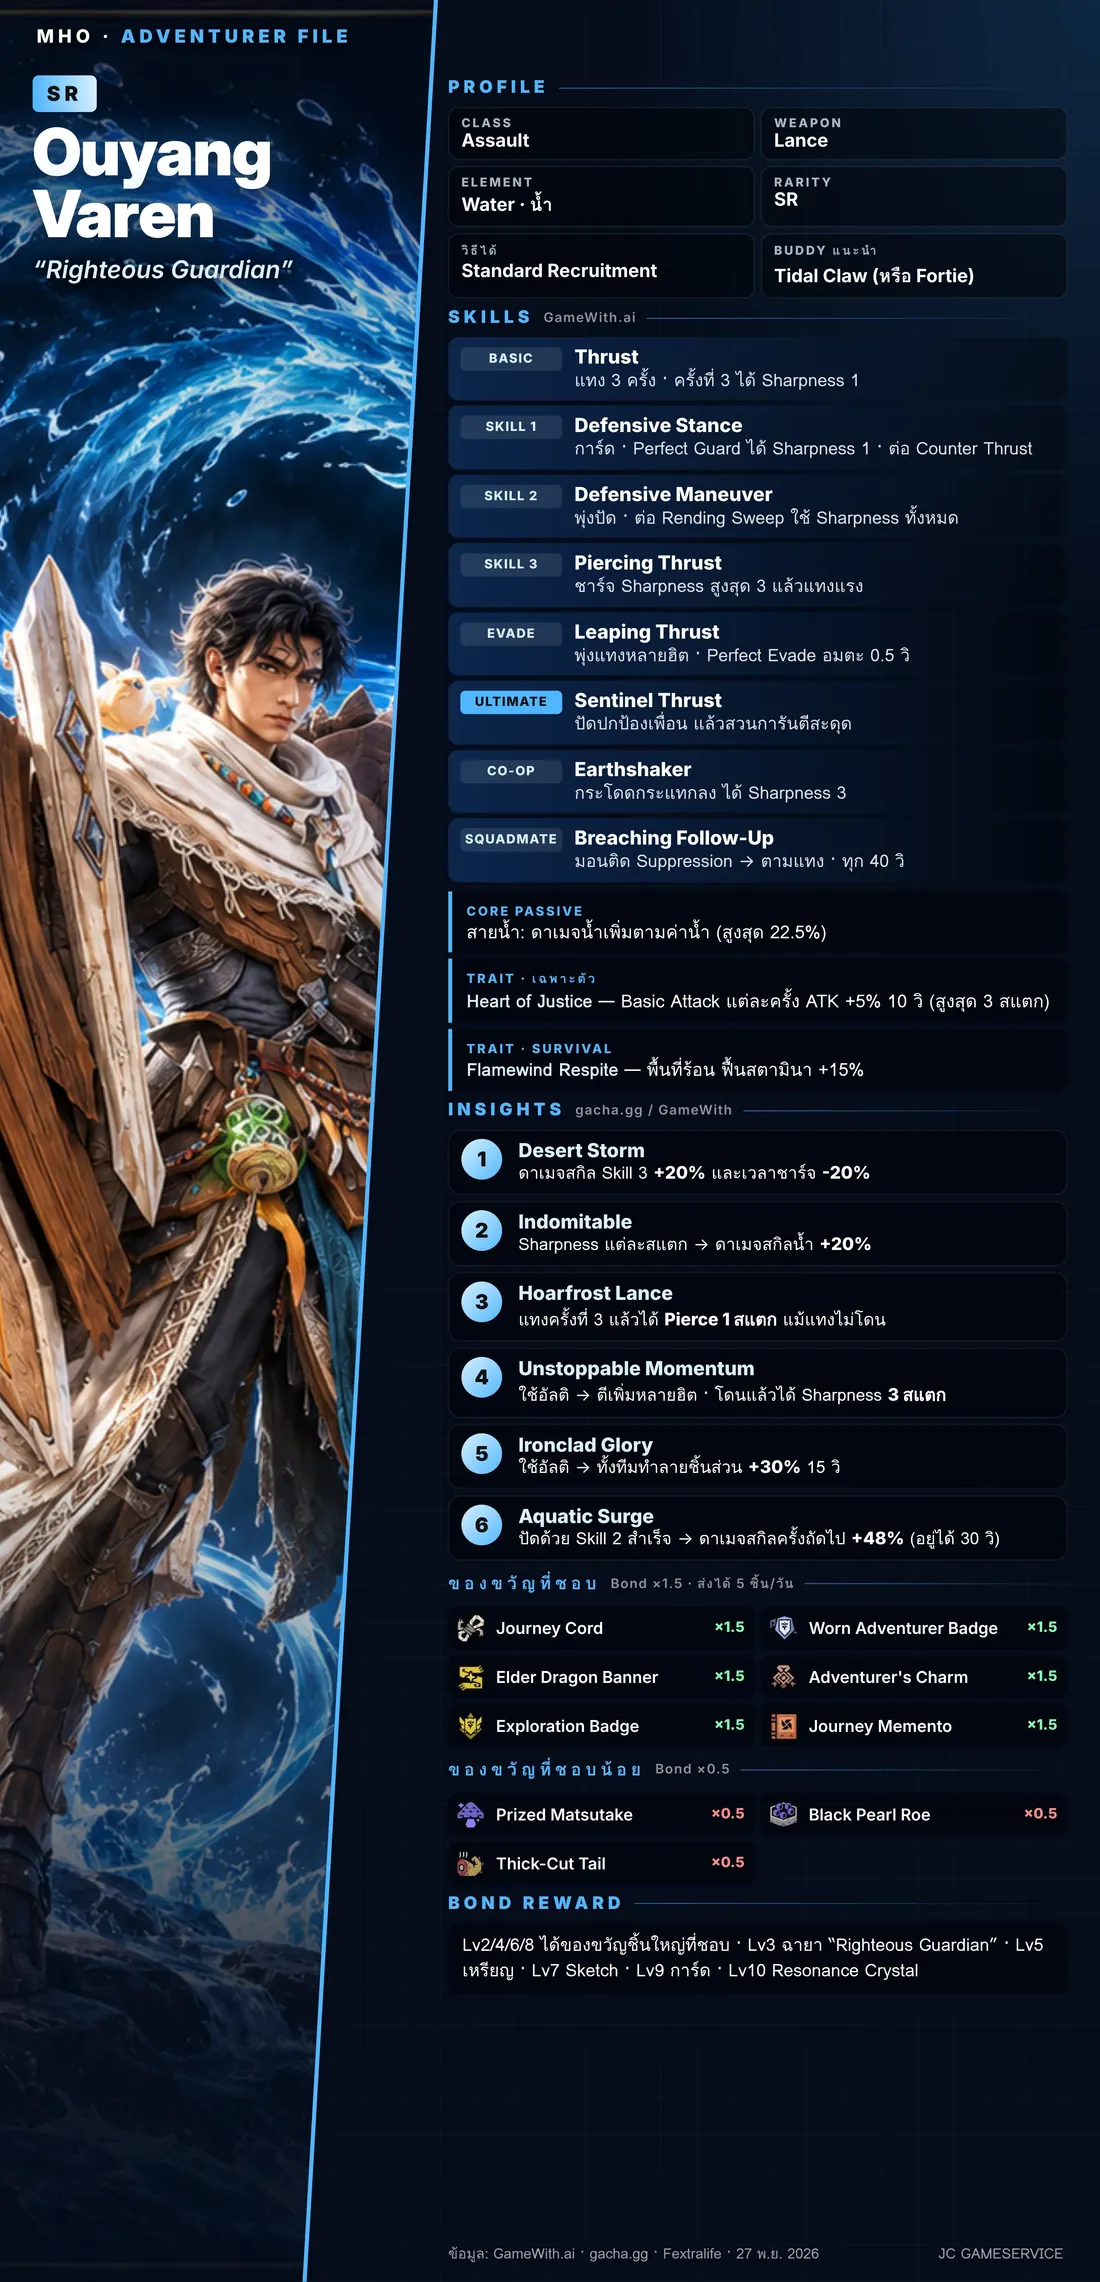 MHO · ADVENTURER FILE
SR
Ouyang
Varen
“Righteous Guardian”
PROFILE
CLASS
Assault
WEAPON
Lance
ELEMENT
Water · น้ำ
RARITY
SR
วิธีได้
Standard Recruitment
BUDDY แนะนำ
Tidal Claw (หรือ Fortie)
SKILLS GameWith.ai
BASIC
Thrust
แทง 3 ครั้ง · ครั้งที่ 3 ได้ Sharpness 1
SKILL 1
Defensive Stance
การ์ด · Perfect Guard ได้ Sharpness 1 · ต่อ Counter Thrust
SKILL 2
Defensive Maneuver
พุ่งปัด · ต่อ Rending Sweep ใช้ Sharpness ทั้งหมด
SKILL 3
Piercing Thrust
ชาร์จ Sharpness สูงสุด 3 แล้วแทงแรง
EVADE
Leaping Thrust
พุ่งแทงหลายฮิต · Perfect Evade อมตะ 0.5 วิ
ULTIMATE
Sentinel Thrust
ปัดปกป้องเพื่อน แล้วสวนการันตีสะดุด
CO-OP
Earthshaker
กระโดดกระแทกลง ได้ Sharpness 3
SQUADMATE
Breaching Follow-Up
มอนติด Suppression → ตามแทง · ทุก 40 วิ
CORE PASSIVE
สายน้ำ: ดาเมจน้ำเพิ่มตามค่าน้ำ (สูงสุด 22.5%)
TRAIT · เฉพาะตัว
Heart of Justice — Basic Attack แต่ละครั้ง ATK +5% 10 วิ (สูงสุด 3 สแตก)
TRAIT · SURVIVAL
Flamewind Respite — พื้นที่ร้อน ฟื้นสตามินา +15%
INSIGHTS gacha.gg / GameWith
1
Desert Storm
ดาเมจสกิล Skill 3 +20% และเวลาชาร์จ -20%
2
Indomitable
Sharpness แต่ละสแตก → ดาเมจสกิลน้ำ +20%
3
Hoarfrost Lance
แทงครั้งที่ 3 แล้วได้ Pierce 1 สแตก แม้แทงไม่โดน
4
Unstoppable Momentum
ใช้อัลติ → ตีเพิ่มหลายฮิต · โดนแล้วได้ Sharpness 3 สแตก
5
Ironclad Glory
ใช้อัลติ → ทั้งทีมทำลายชิ้นส่วน +30% 15 วิ
6
Aquatic Surge
ปัดด้วย Skill 2 สำเร็จ → ดาเมจสกิลครั้งถัดไป +48% (อยู่ได้ 30 วิ)
ของขวัญที่ชอบ Bond ×1.5 · ส่งได้ 5 ชิ้น/วัน
Journey Cord ×1.5
Worn Adventurer Badge ×1.5
Elder Dragon Banner ×1.5
Adventurer's Charm ×1.5
Exploration Badge ×1.5
Journey Memento ×1.5
ของขวัญที่ชอบน้อย Bond ×0.5
Prized Matsutake ×0.5
Black Pearl Roe ×0.5
Thick-Cut Tail ×0.5
BOND REWARD
Lv2/4/6/8 ได้ของขวัญชิ้นใหญ่ที่ชอบ · Lv3 ฉายา “Righteous Guardian” · Lv5
เหรียญ · Lv7 Sketch · Lv9 การ์ด · Lv10 Resonance Crystal
ข้อมูล: GameWith.ai · gacha.gg · Fextralife · 27 พ.ย. 2026
JC GAMESERVICE